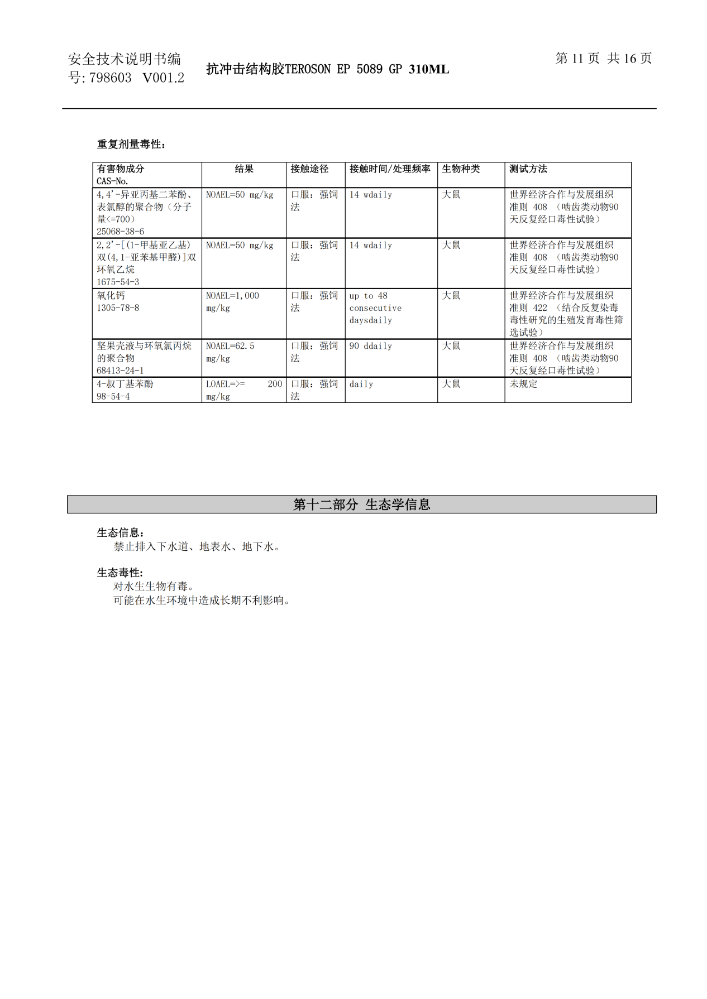 安全技术说明书编
号: 798603 V001.2
抗冲击结构胶TEROSON EP 5089 GP 310ML
第 11 页 共 16 页
重复剂量毒性:
有害物成分
CAS-No.
结果
接触途径
接触时间/处理频率
生物种类
测试方法
4,4'-异亚丙基二苯酚、
表氯醇的聚合物（分子
量<=700）
25068-38-6
NOAEL=50 mg/kg
口服: 强饲
法
14 wdaily
大鼠
世界经济合作与发展组织
准则 408 （啮齿类动物90
天反复经口毒性试验）
2,2'-[(1-甲基亚乙基)
双(4,1-亚苯基甲醛)]双
环氧乙烷
1675-54-3
NOAEL=50 mg/kg
口服: 强饲
法
14 wdaily
大鼠
世界经济合作与发展组织
准则 408 （啮齿类动物90
天反复经口毒性试验）
氧化钙
1305-78-8
NOAEL=1,000
mg/kg
口服: 强饲
法
up to 48
consecutive
daysdaily
大鼠
世界经济合作与发展组织
准则 422 （结合反复染毒
毒性研究的生殖发育毒性筛
选试验）
坚果壳液与环氧氯丙烷
的聚合物
68413-24-1
NOAEL=62.5
mg/kg
口服: 强饲
法
90 ddaily
大鼠
世界经济合作与发展组织
准则 408 （啮齿类动物90
天反复经口毒性试验）
4-叔丁基苯酚
98-54-4
LOAEL=>= 200
mg/kg
口服: 强饲
法
daily
大鼠
未规定
第十二部分 生态学信息
生态信息:
禁止排入下水道、地表水、地下水。
生态毒性:
对水生生物有毒。
可能在水生环境中造成长期不利影响。